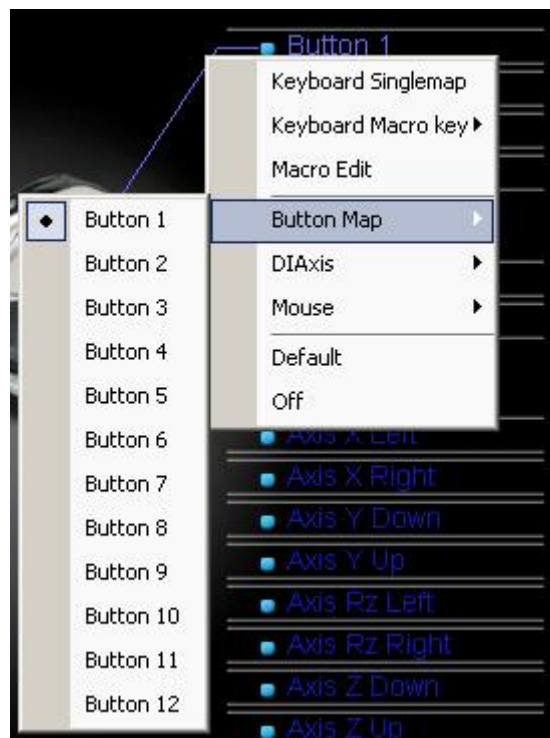 Button 1
Keyboard Singlemap
Keyboard Macro key
Macro Edit
Button Map
DIAxis
Mouse
Default
Off
Button 1
Button 2
Button 3
Button 4
Button 5
Button 6
Button 7
Button 8
Button 9
Button 10
Button 11
Button 12
Axis X Left
Axis X Right
Axis Y Down
Axis Y Up
Axis Rz Left
Axis Rz Right
Axis Z Down
Axis Z Up